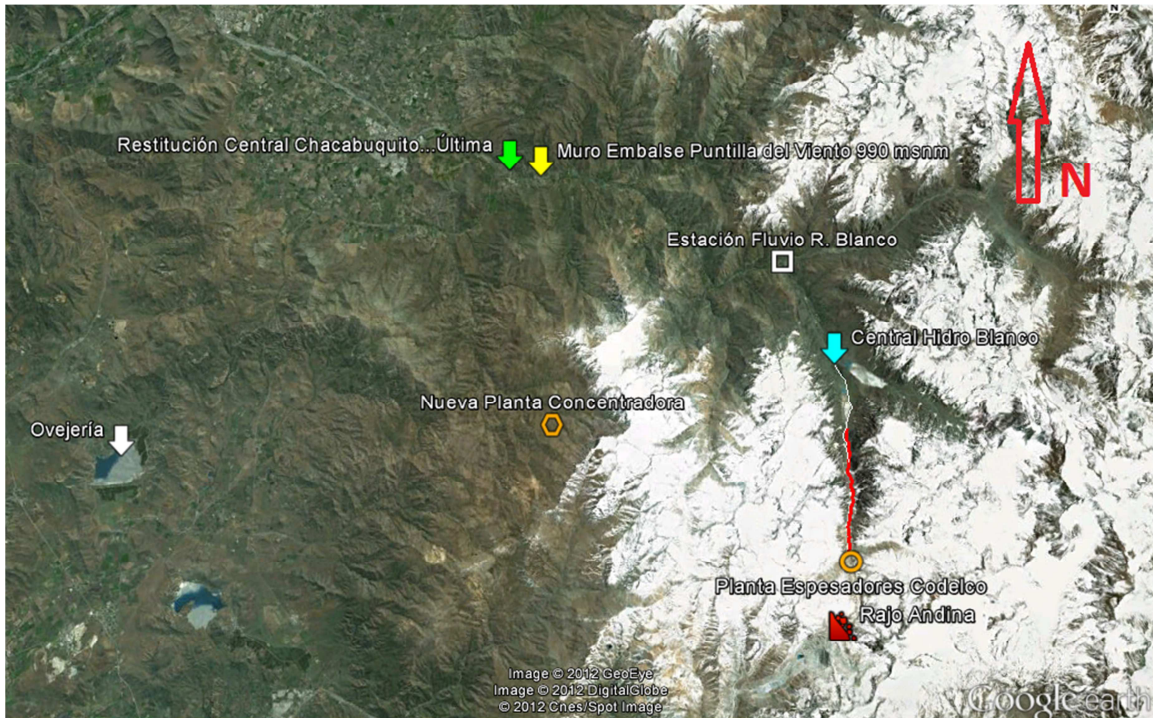 N
N
Restitución Central Chacabuquito...Última
Muro Embalse Puntilla del Viento 990 msnm
Estación Fluvio R. Blanco
Central Hidro Blanco
Nueva Planta Concentradora
Ovejería
Planta Espesadores Codelco
Rajo Andina
Image © 2012 GeoEye
Image © 2012 DigitalGlobe
© 2012 Cnes/Spot Image
Google earth